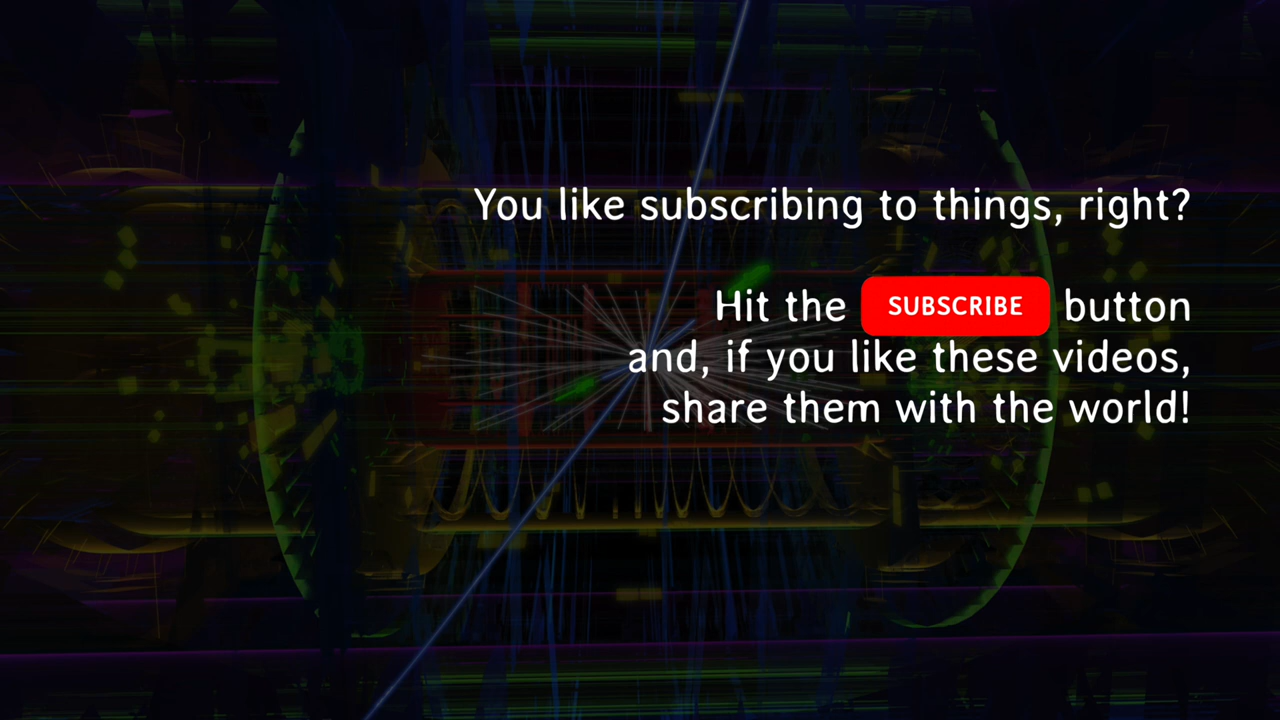 You like subscribing to things, right?
Hit the SUBSCRIBE button
and, if you like these videos,
share them with the world!